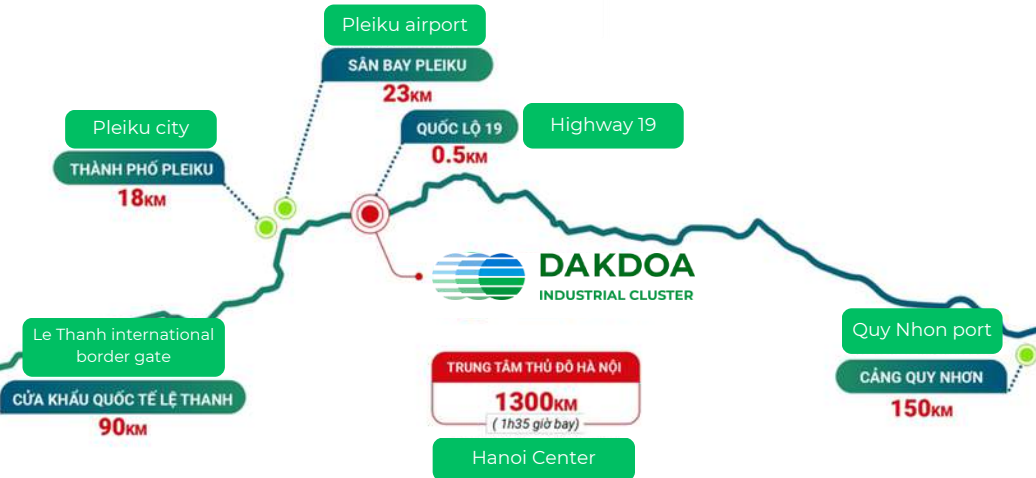 Pleiku airport
SÂN BAY PLEIKU
23KM
Pleiku city
THÀNH PHỐ PLEIKU
18KM
QUỐC LỘ 19
0.5KM
Highway 19
DAKDOA
INDUSTRIAL CLUSTER
Le Thanh international
border gate
CỬA KHẨU QUỐC TẾ LỆ THANH
90KM
TRUNG TÂM THỦ ĐÔ HÀ NỘI
1300KM
( 1h35 giờ bay)
Hanoi Center
Quy Nhon port
CẢNG QUY NHƠN
150KM